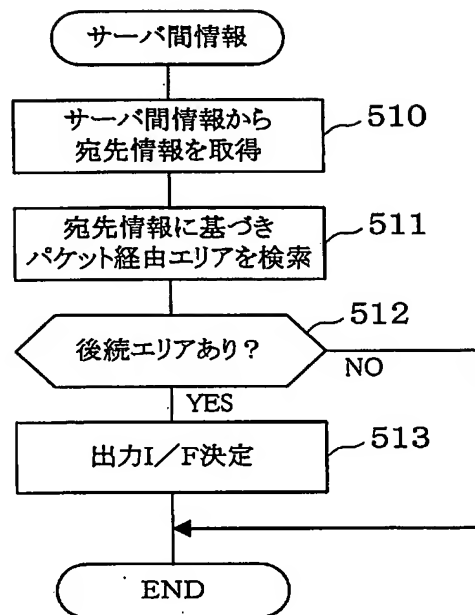 サーバ間情報
サーバ間情報から
宛先情報を取得
510
宛先情報に基づき
パケット経由エリアを検索
511
後続エリアあり？
512
NO
YES
出力I／F決定
513
END